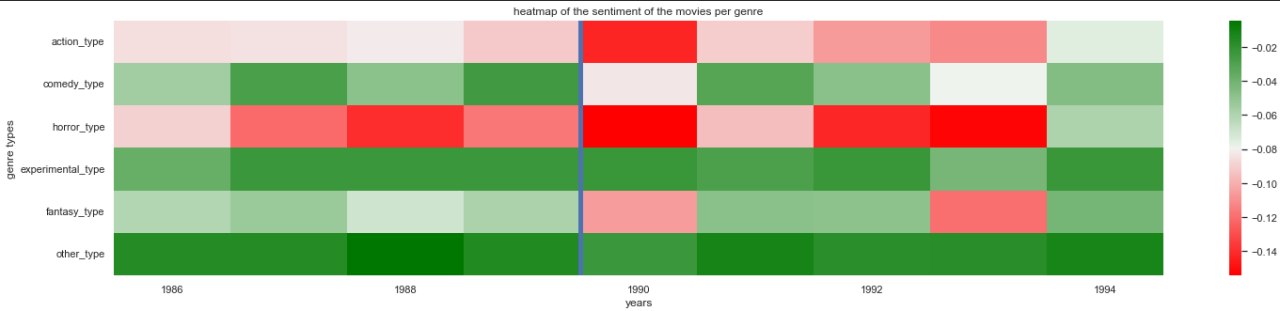 heatmap of the sentiment of the movies per genre
action_type
comedy_type
horror_type
experimental_type
fantasy_type
other_type
genre types
1986
1988
1990
1992
1994
years
−0.02
−0.04
−0.06
−0.08
−0.10
−0.12
−0.14